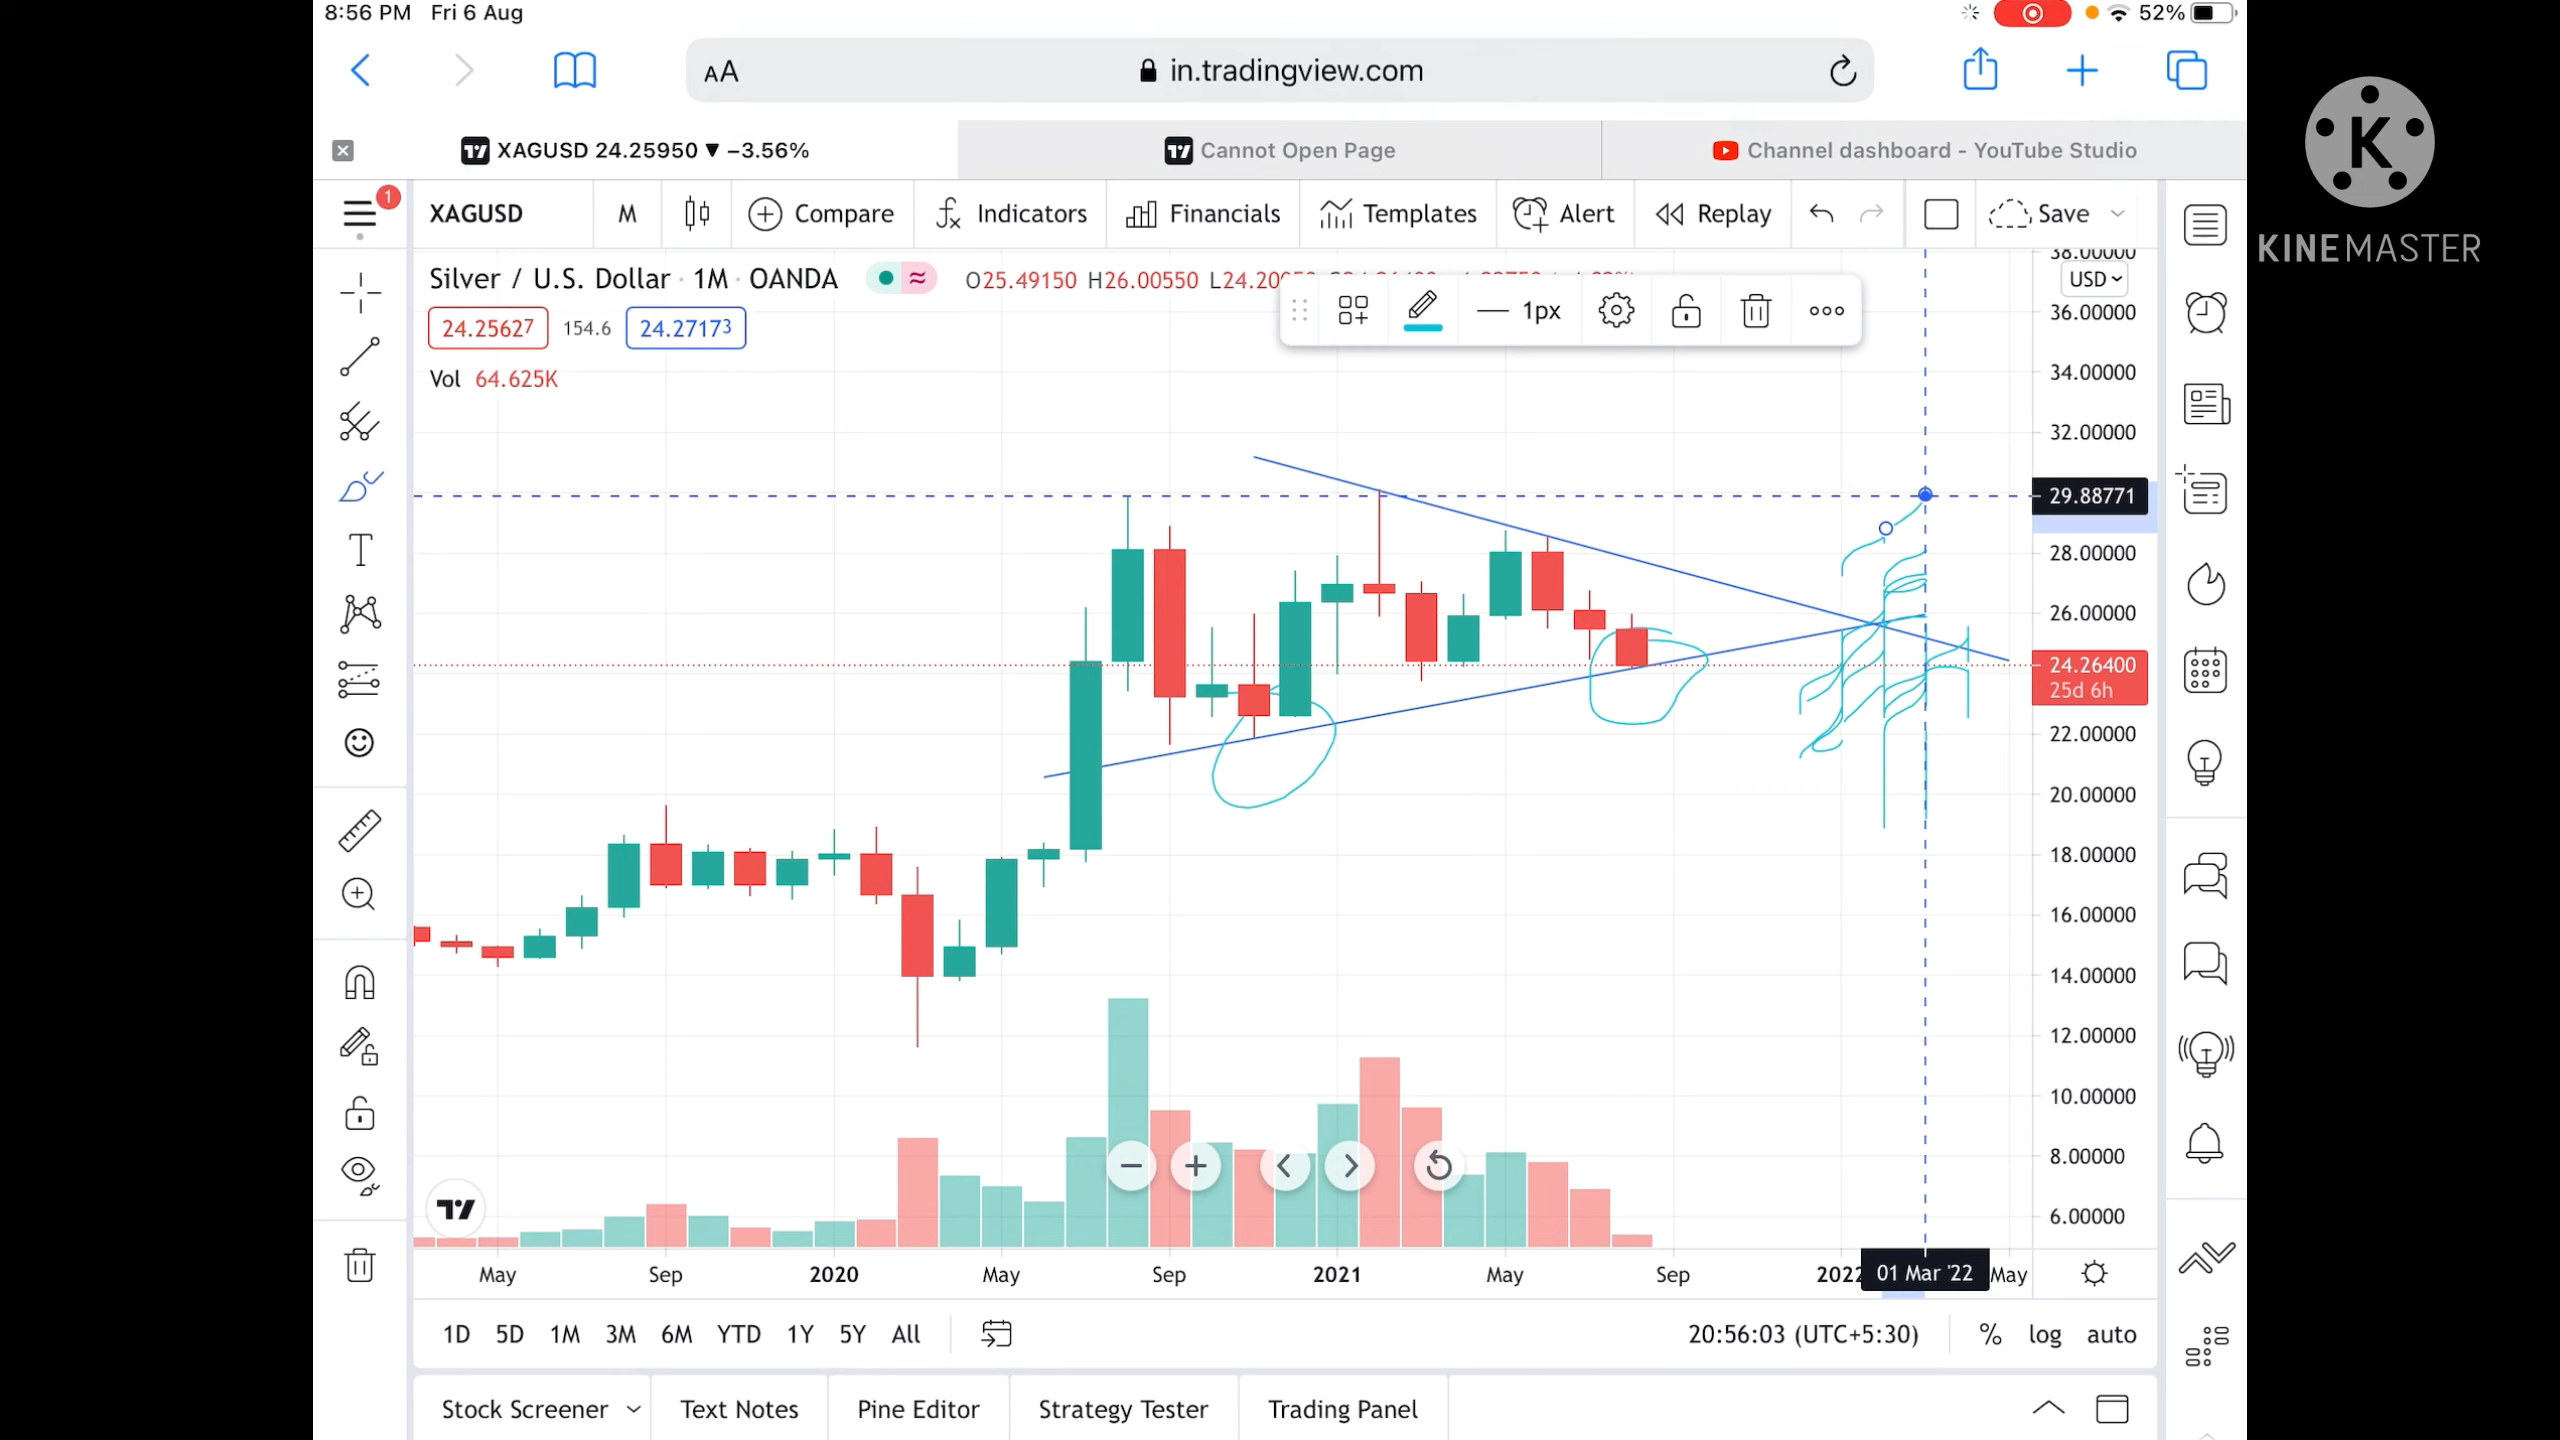 8:56 PM Fri 6 Aug
52%
AA in.tradingview.com
XAGUSD 24.25950 ▼ −3.56%
Cannot Open Page
Channel dashboard - YouTube Studio
KINEMASTER
1
XAGUSD M Compare Indicators Financials Templates Alert Replay Save
Silver / U.S. Dollar · 1M · OANDA
O25.49150 H26.00550
USD
1px
24.25627 154.6 24.27173
Vol 64.625K
38.00000
36.00000
34.00000
32.00000
29.88771
28.00000
26.00000
24.26400
25d 6h
22.00000
20.00000
18.00000
16.00000
14.00000
12.00000
10.00000
8.00000
6.00000
May Sep 2020 May Sep 2021 May Sep 2022 01 Mar '22 May
1D 5D 1M 3M 6M YTD 1Y 5Y All
20:56:03 (UTC+5:30) % log auto
Stock Screener Text Notes Pine Editor Strategy Tester Trading Panel